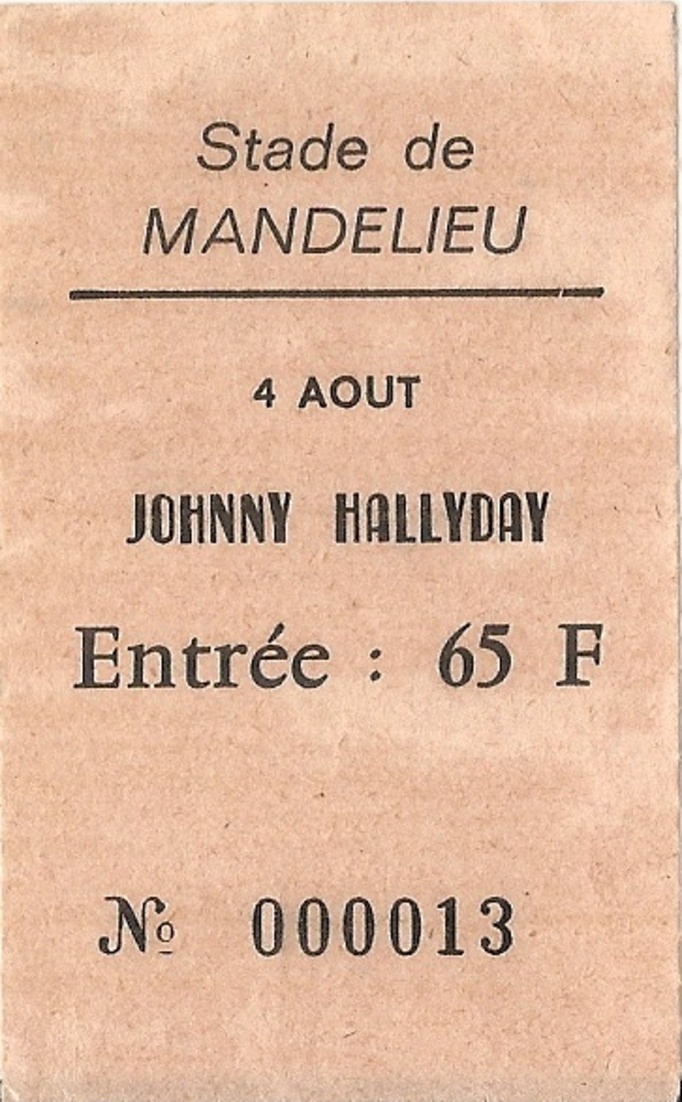 Stade de
MANDELIEU
4 AOUT
JOHNNY HALLYDAY
Entrée : 65 F
Nº 000013